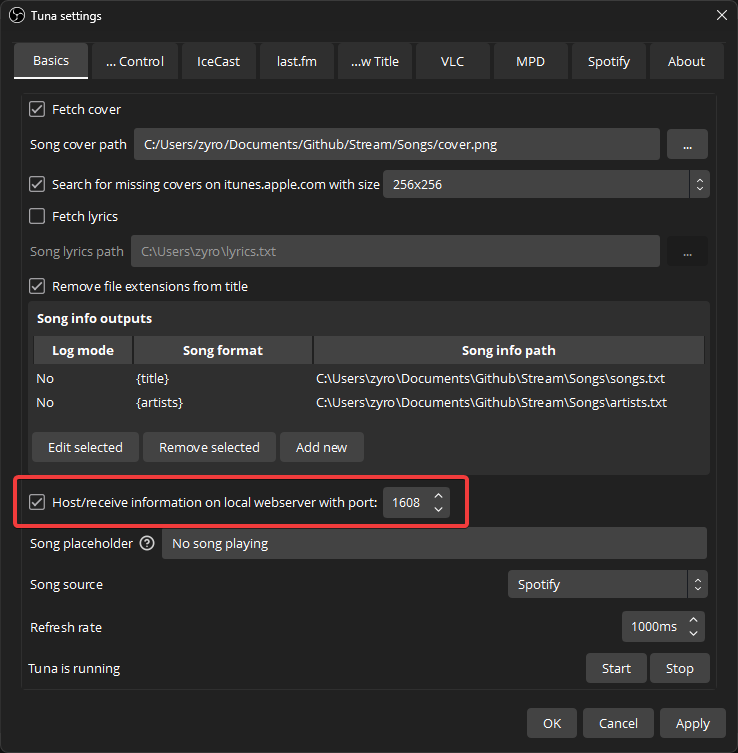 Tuna settings
Basics ... Control IceCast last.fm ...w Title VLC MPD Spotify About
Fetch cover
Song cover path C:/Users/zyro/Documents/Github/Stream/Songs/cover.png ...
Search for missing covers on itunes.apple.com with size 256x256
Fetch lyrics
Song lyrics path C:\Users\zyro\lyrics.txt ...
Remove file extensions from title
Song info outputs
Log mode Song format Song info path
No {title} C:\Users\zyro\Documents\Github\Stream\Songs\songs.txt
No {artists} C:\Users\zyro\Documents\Github\Stream\Songs\artists.txt
Edit selected Remove selected Add new
Host/receive information on local webserver with port: 1608
Song placeholder ? No song playing
Song source Spotify
Refresh rate 1000ms
Tuna is running Start Stop
OK Cancel Apply